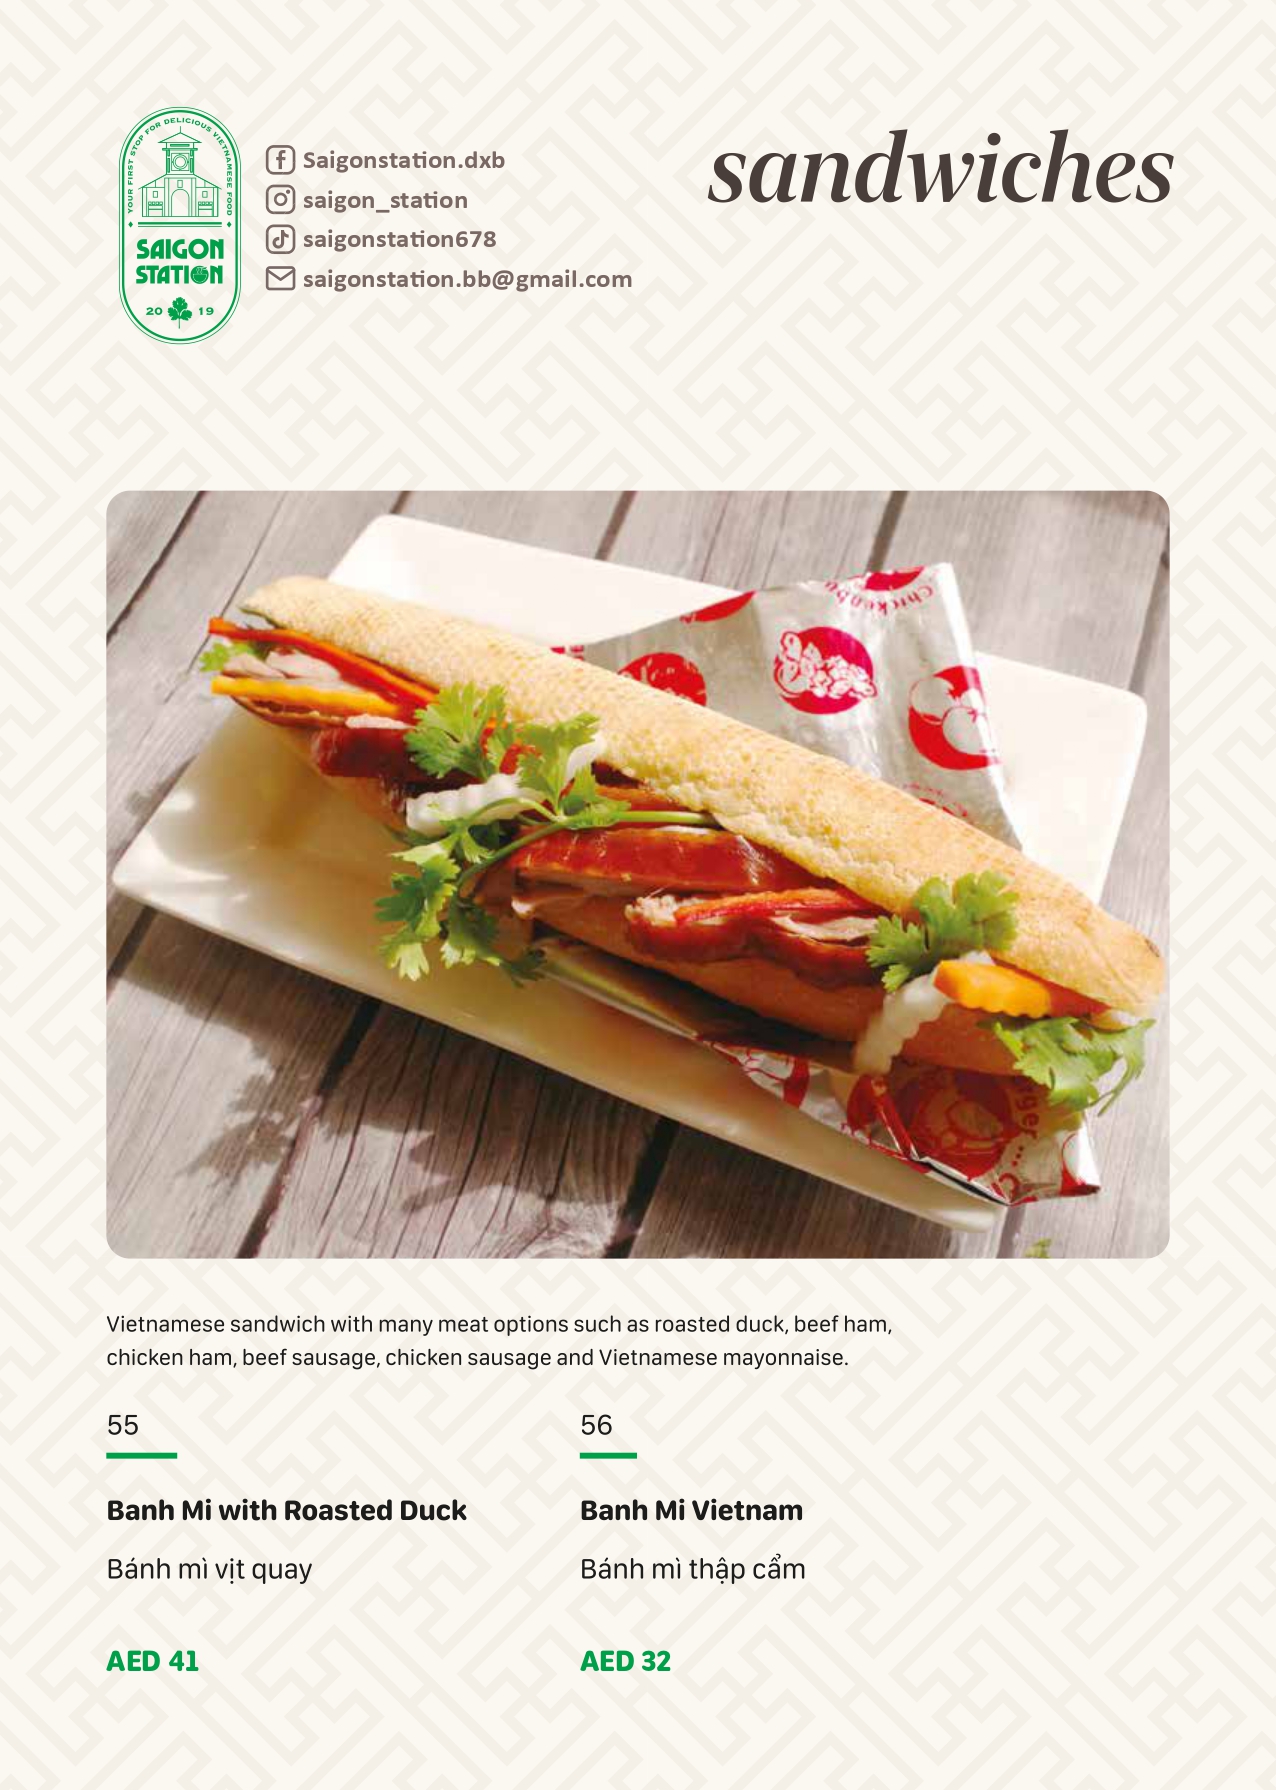 YOUR FIRST STOP FOR DELICIOUS VIETNAMESE FOOD
SAIGON
STATION
20 19
Saigonstation.dxb
saigon_station
saigonstation678
saigonstation.bb@gmail.com
sandwiches
Vietnamese sandwich with many meat options such as roasted duck, beef ham,
chicken ham, beef sausage, chicken sausage and Vietnamese mayonnaise.
55
Banh Mi with Roasted Duck
Bánh mì vịt quay
AED 41
56
Banh Mi Vietnam
Bánh mì thập cẩm
AED 32